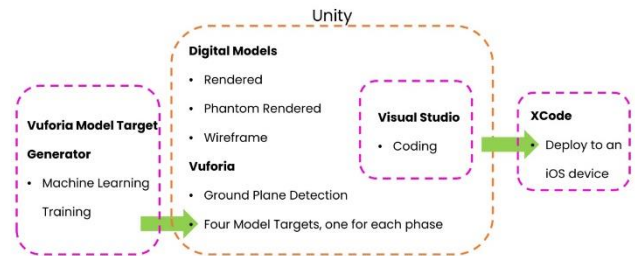 Unity
Vuforia Model Target
Generator
• Machine Learning
Training
Digital Models
• Rendered
• Phantom Rendered
• Wireframe
Vuforia
• Ground Plane Detection
• Four Model Targets, one for each phase
Visual Studio
• Coding
XCode
• Deploy to an
iOS device